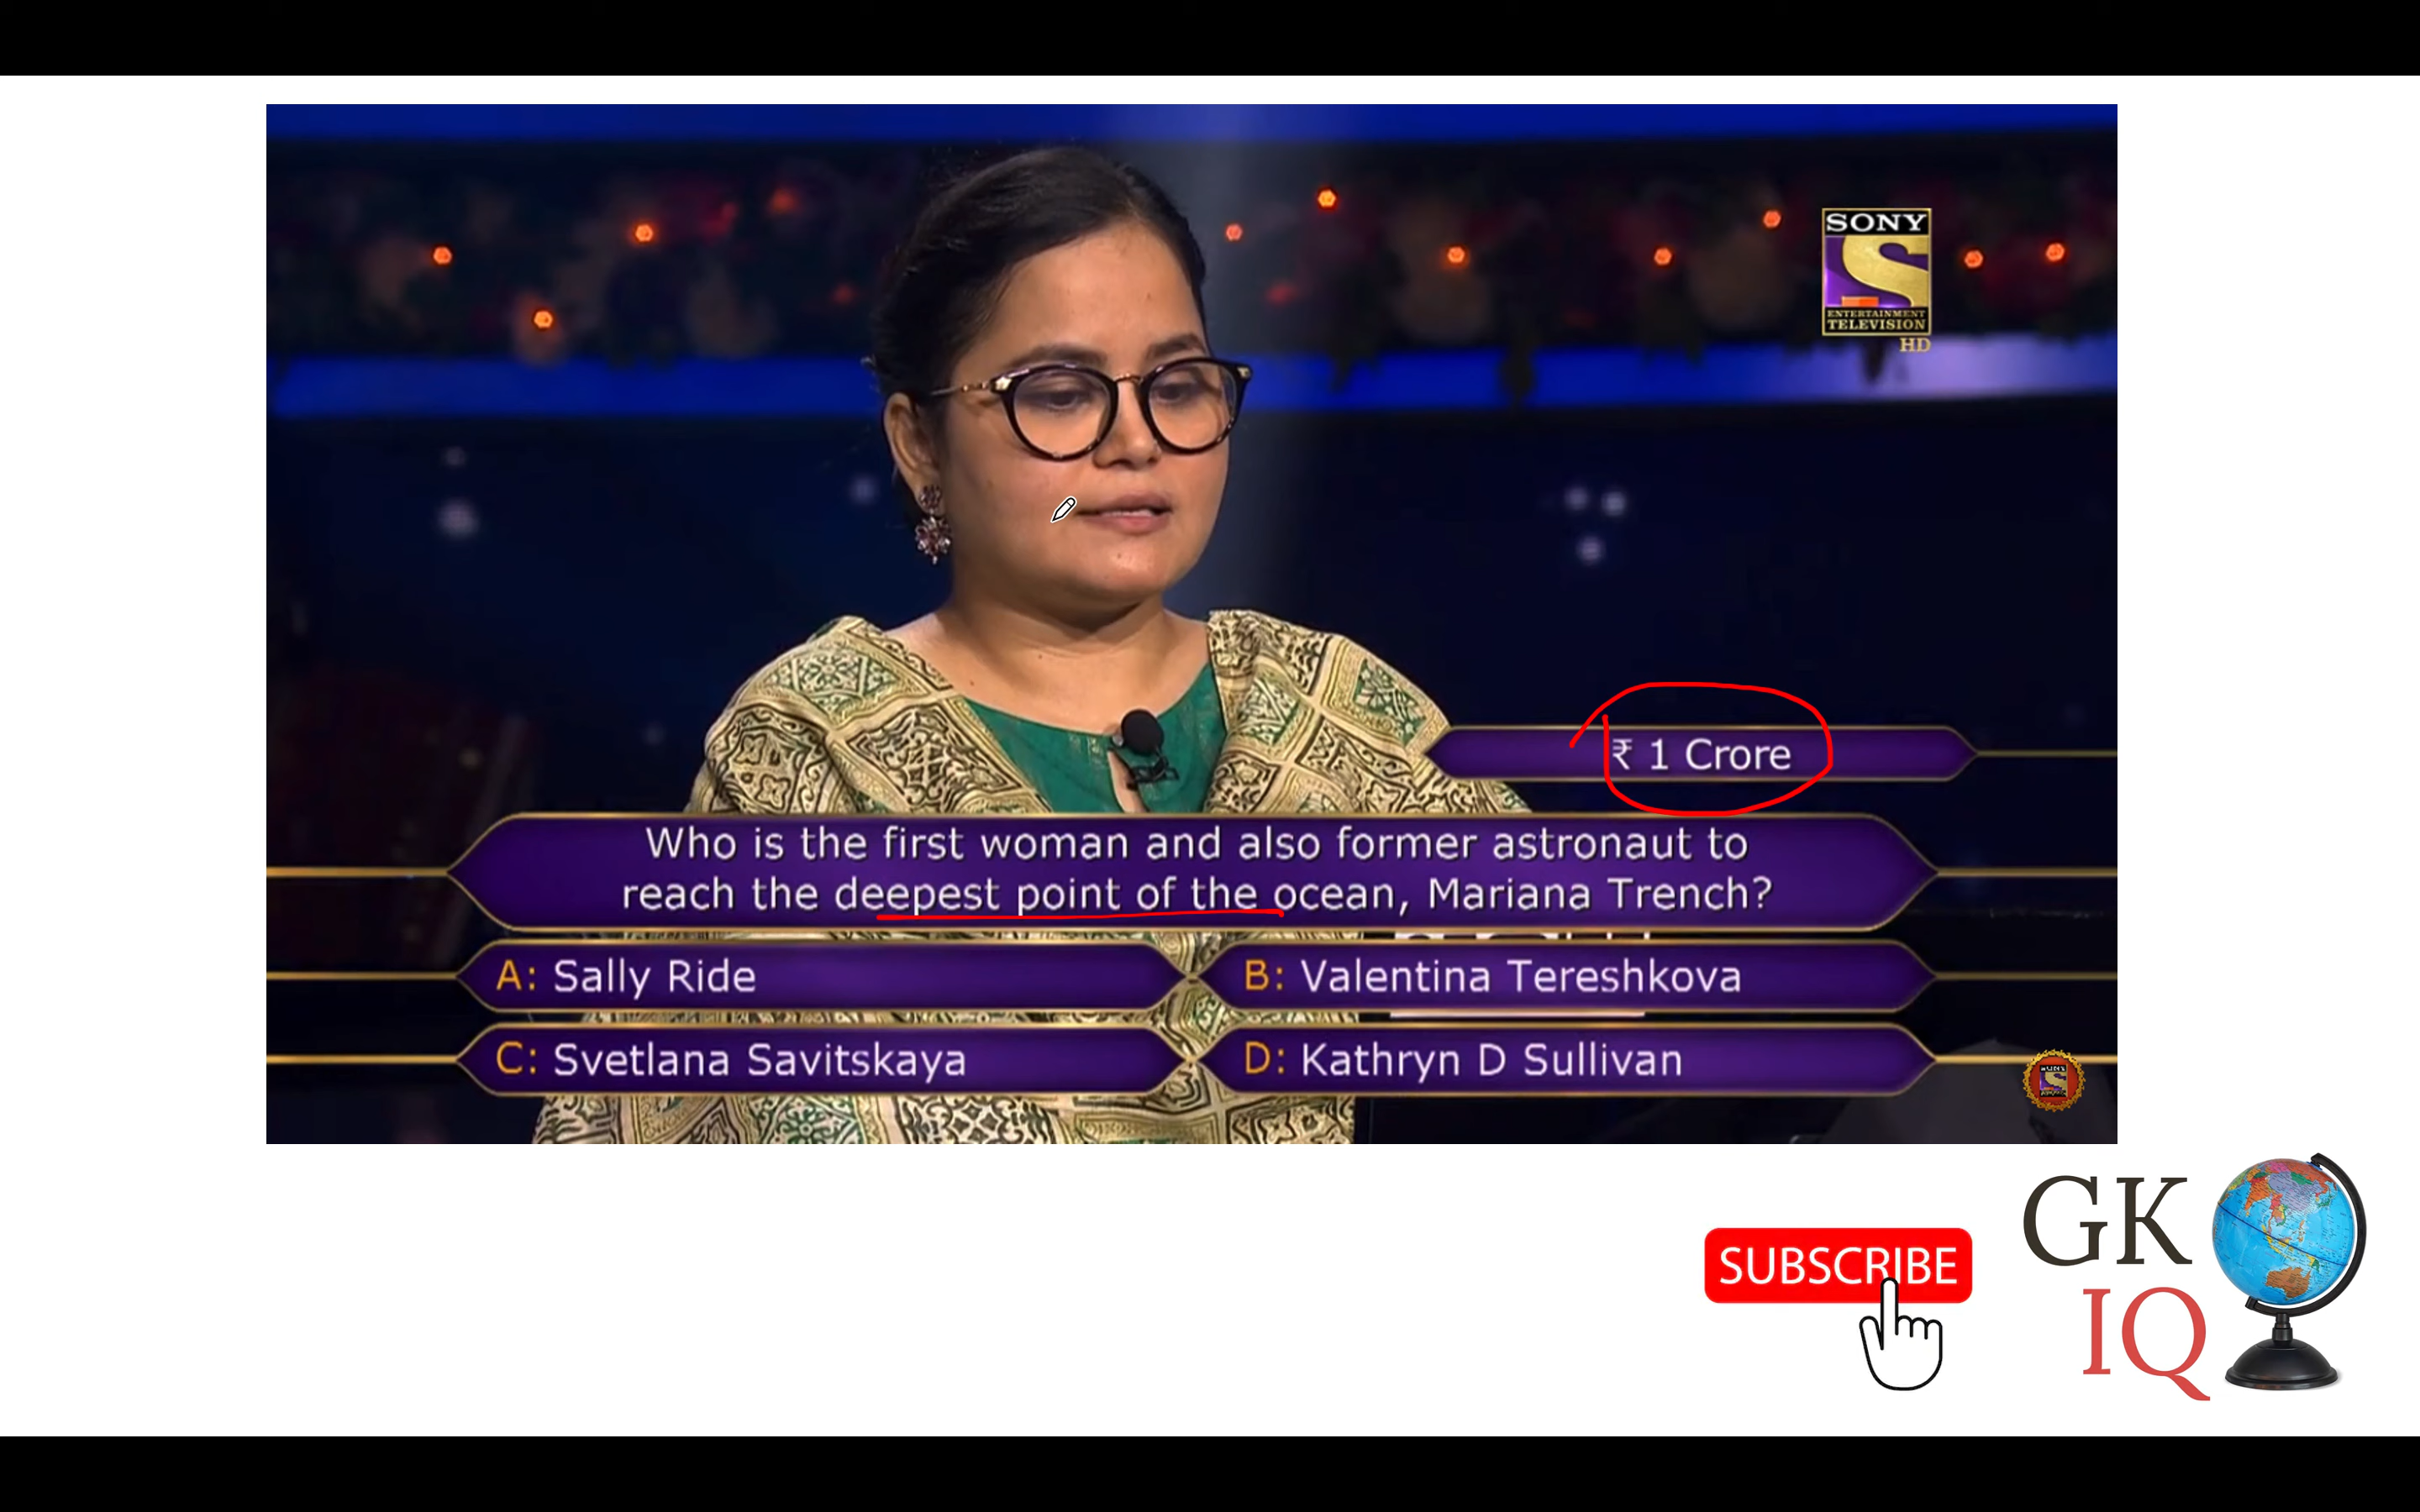 SONY
ENTERTAINMENT
TELEVISION
HD
₹ 1 Crore
Who is the first woman and also former astronaut to
reach the deepest point of the ocean, Mariana Trench?
A: Sally Ride
B: Valentina Tereshkova
C: Svetlana Savitskaya
D: Kathryn D Sullivan
SUBSCRIBE
GK
IQ